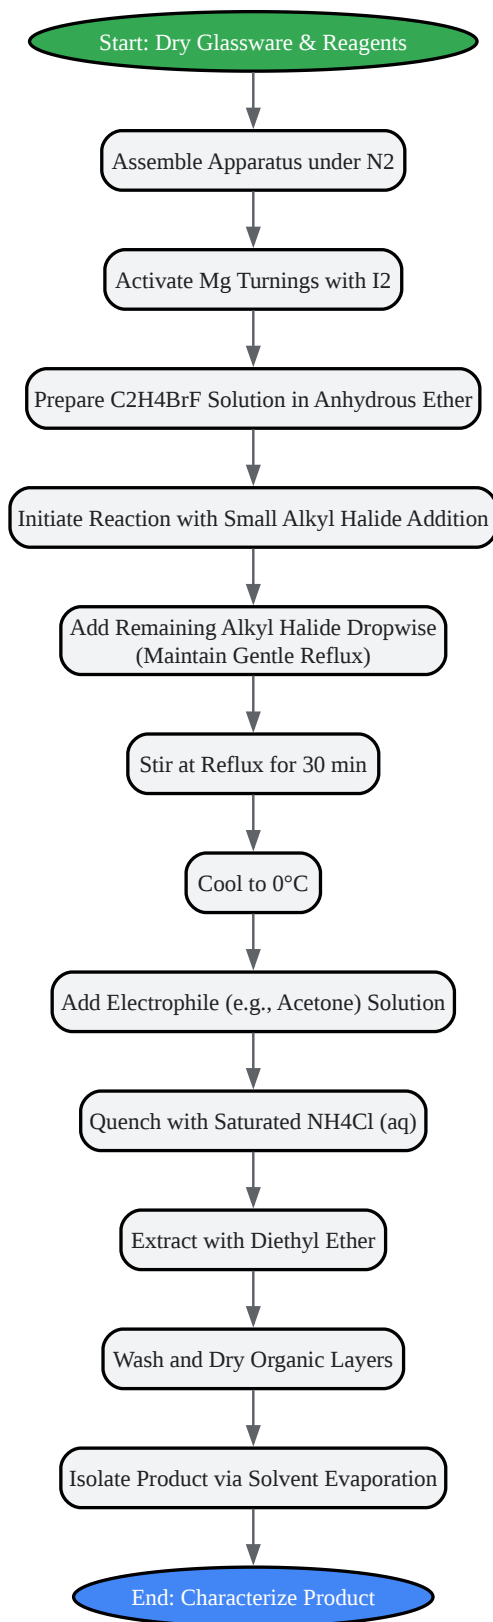 Start: Dry Glassware & Reagents
Assemble Apparatus under N2
Activate Mg Turnings with I2
Prepare C2H4BrF Solution in Anhydrous Ether
Initiate Reaction with Small Alkyl Halide Addition
Add Remaining Alkyl Halide Dropwise
(Maintain Gentle Reflux)
Stir at Reflux for 30 min
Cool to 0°C
Add Electrophile (e.g., Acetone) Solution
Quench with Saturated NH4Cl (aq)
Extract with Diethyl Ether
Wash and Dry Organic Layers
Isolate Product via Solvent Evaporation
End: Characterize Product